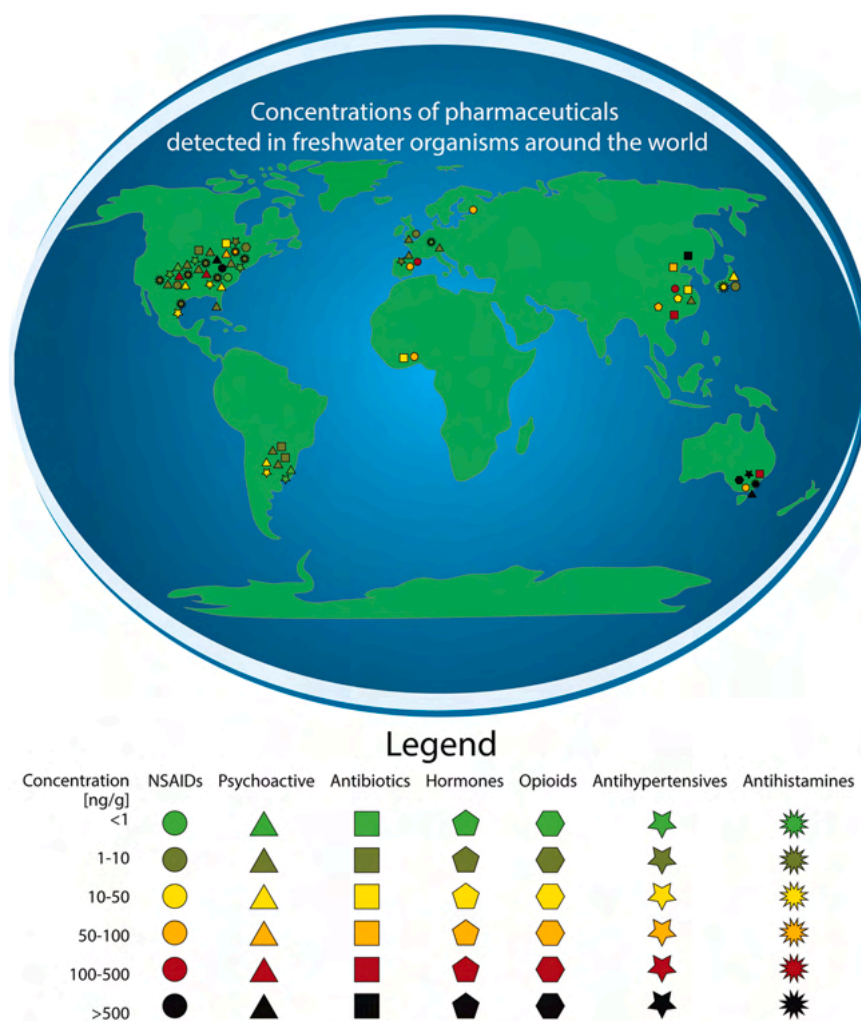 Concentrations of pharmaceuticals
detected in freshwater organisms around the world
Legend
Concentration [ng/g] NSAIDs Psychoactive Antibiotics Hormones Opioids Antihypertensives Antihistamines
<1
1-10
10-50
50-100
100-500
>500